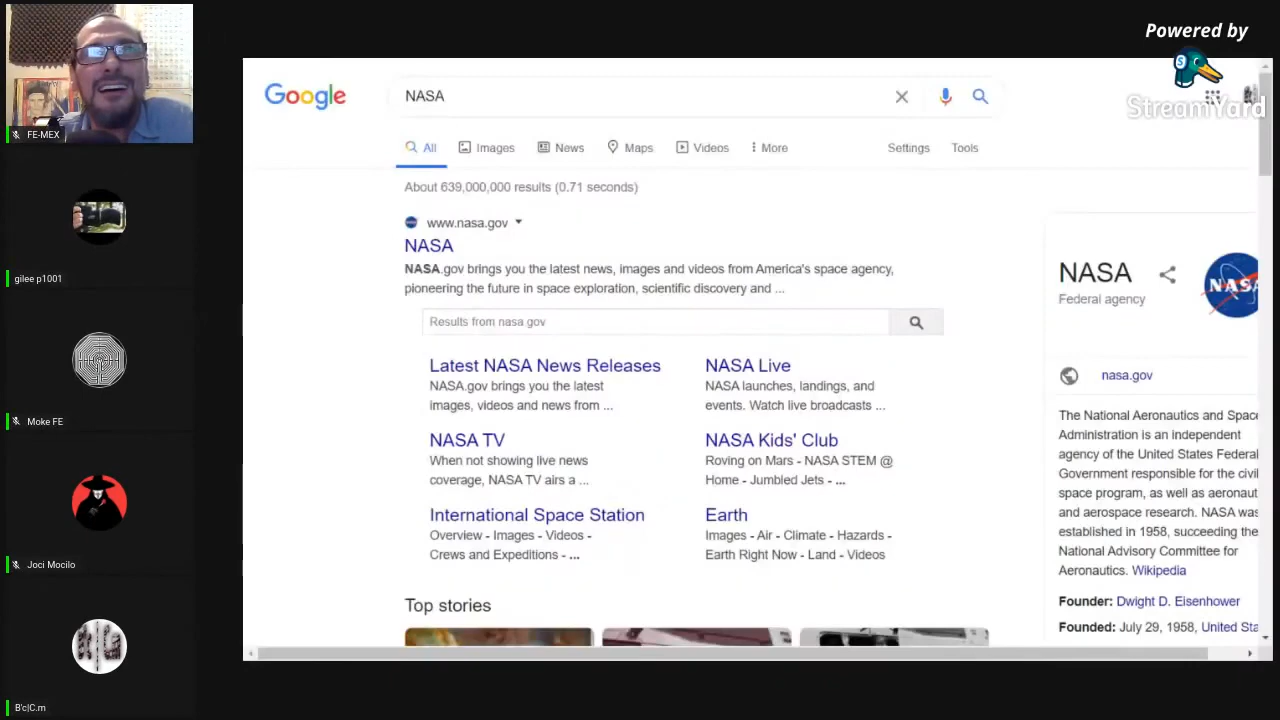 Powered by
StreamYard
FE-MEX
gilee p1001
Moke FE
Joci Mocilo
B'c|C.m
Google
NASA
All
Images
News
Maps
Videos
More
Settings
Tools
About 639,000,000 results (0.71 seconds)
www.nasa.gov
NASA
NASA.gov brings you the latest news, images and videos from America's space agency,
pioneering the future in space exploration, scientific discovery and ...
Results from nasa gov
Latest NASA News Releases
NASA.gov brings you the latest
images, videos and news from ...
NASA Live
NASA launches, landings, and
events. Watch live broadcasts ...
NASA TV
When not showing live news
coverage, NASA TV airs a ...
NASA Kids' Club
Roving on Mars - NASA STEM @
Home - Jumbled Jets - ...
International Space Station
Overview - Images - Videos -
Crews and Expeditions - ...
Earth
Images - Air - Climate - Hazards -
Earth Right Now - Land - Videos
Top stories
NASA
Federal agency
NASA
nasa.gov
The National Aeronautics and Space
Administration is an independent
agency of the United States Federal
Government responsible for the civil
space program, as well as aeronaut
and aerospace research. NASA was
established in 1958, succeeding the
National Advisory Committee for
Aeronautics. Wikipedia
Founder: Dwight D. Eisenhower
Founded: July 29, 1958, United Sta